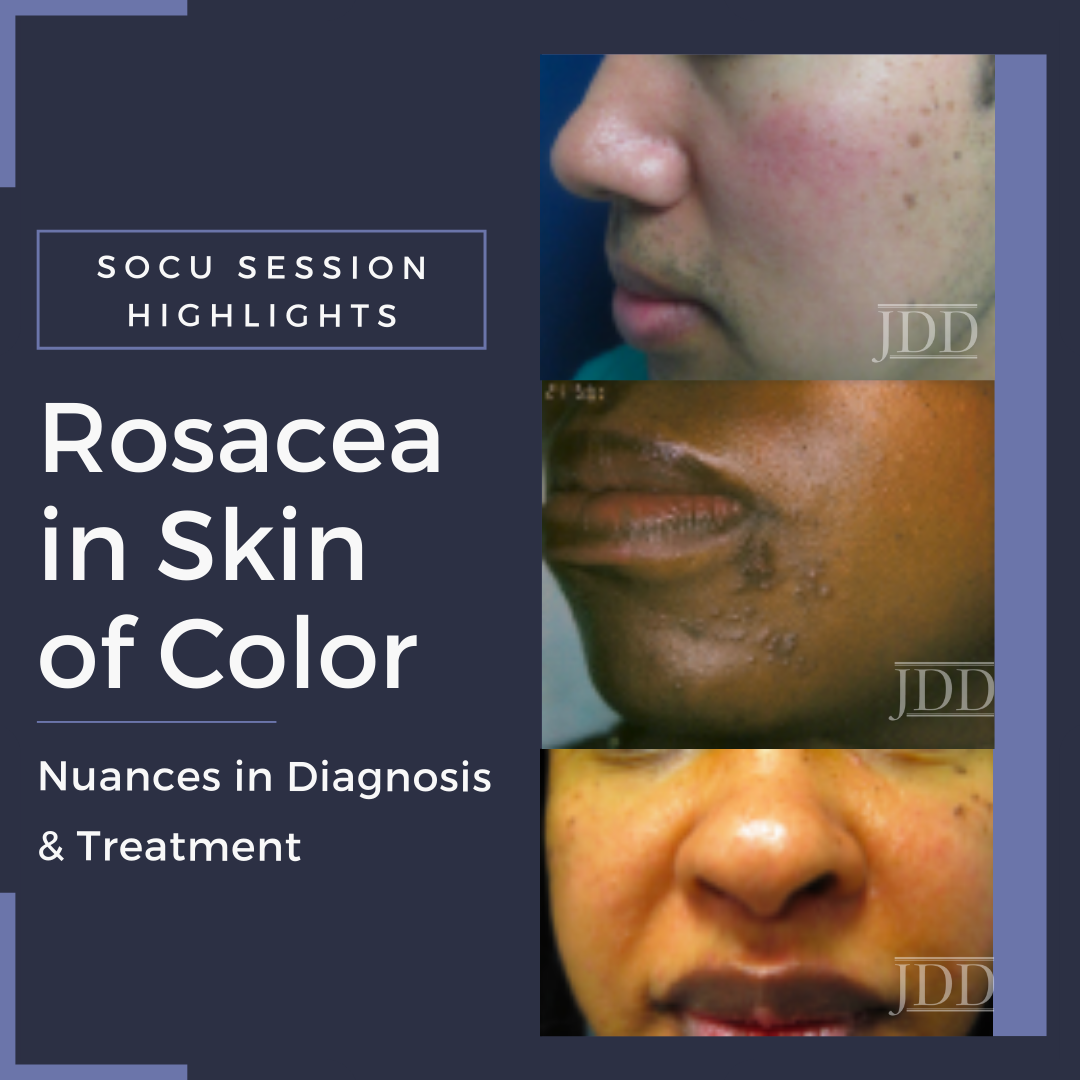 SOCU SESSION
HIGHLIGHTS
Rosacea
in Skin
of Color
Nuances in Diagnosis
& Treatment
JDD
JDD
JDD